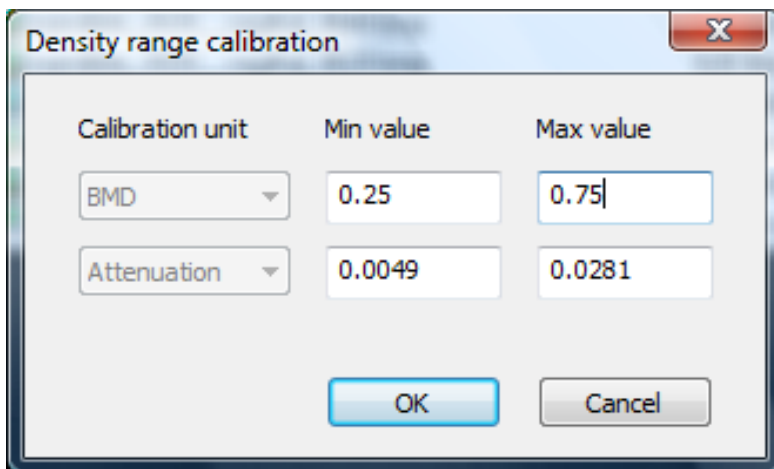 Density range calibration
Calibration unit Min value Max value
BMD 0.25 0.75
Attenuation 0.0049 0.0281
OK Cancel